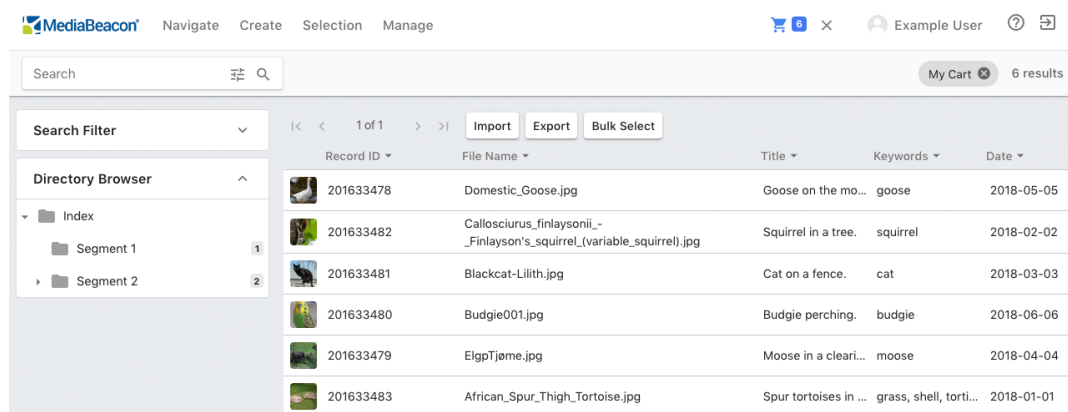 MediaBeacon® Navigate Create Selection Manage 6 Example User
Search My Cart 6 results
Search Filter 1 of 1 Import Export Bulk Select
Record ID File Name Title Keywords Date
Directory Browser
Index
Segment 1 1
Segment 2 2
201633478 Domestic_Goose.jpg Goose on the mo... goose 2018-05-05
201633482 Callosciurus_finlaysonii_-
_Finlayson's_squirrel_(variable_squirrel).jpg Squirrel in a tree. squirrel 2018-02-02
201633481 Blackcat-Lilith.jpg Cat on a fence. cat 2018-03-03
201633480 Budgie001.jpg Budgie perching. budgie 2018-06-06
201633479 ElgpTjøme.jpg Moose in a cleari... moose 2018-04-04
201633483 African_Spur_Thigh_Tortoise.jpg Spur tortoises in ... grass, shell, torti... 2018-01-01